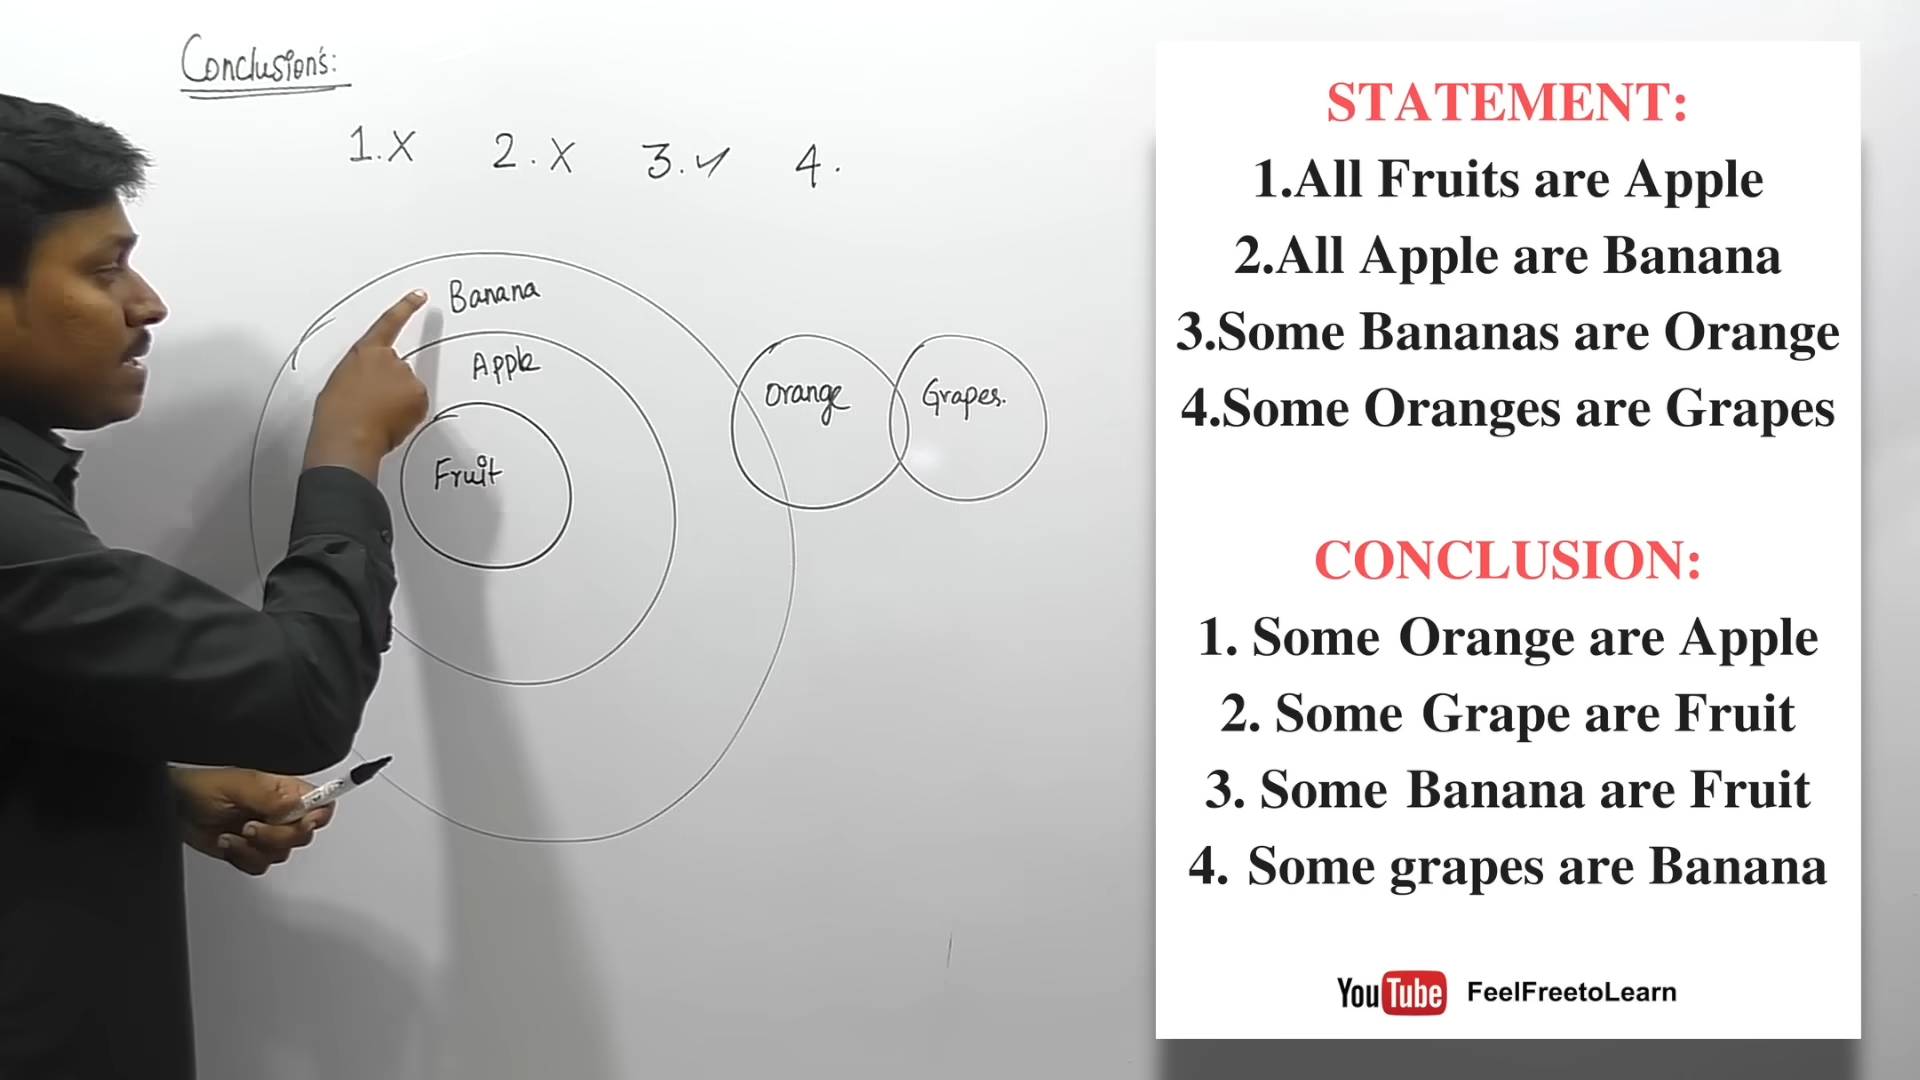 Conclusion's:
1.X 2.X 3.✓ 4.
Banana
Apple
Fruit
Orange
Grapes.
STATEMENT:
1.All Fruits are Apple
2.All Apple are Banana
3.Some Bananas are Orange
4.Some Oranges are Grapes
CONCLUSION:
1. Some Orange are Apple
2. Some Grape are Fruit
3. Some Banana are Fruit
4. Some grapes are Banana
YouTube FeelFreetoLearn